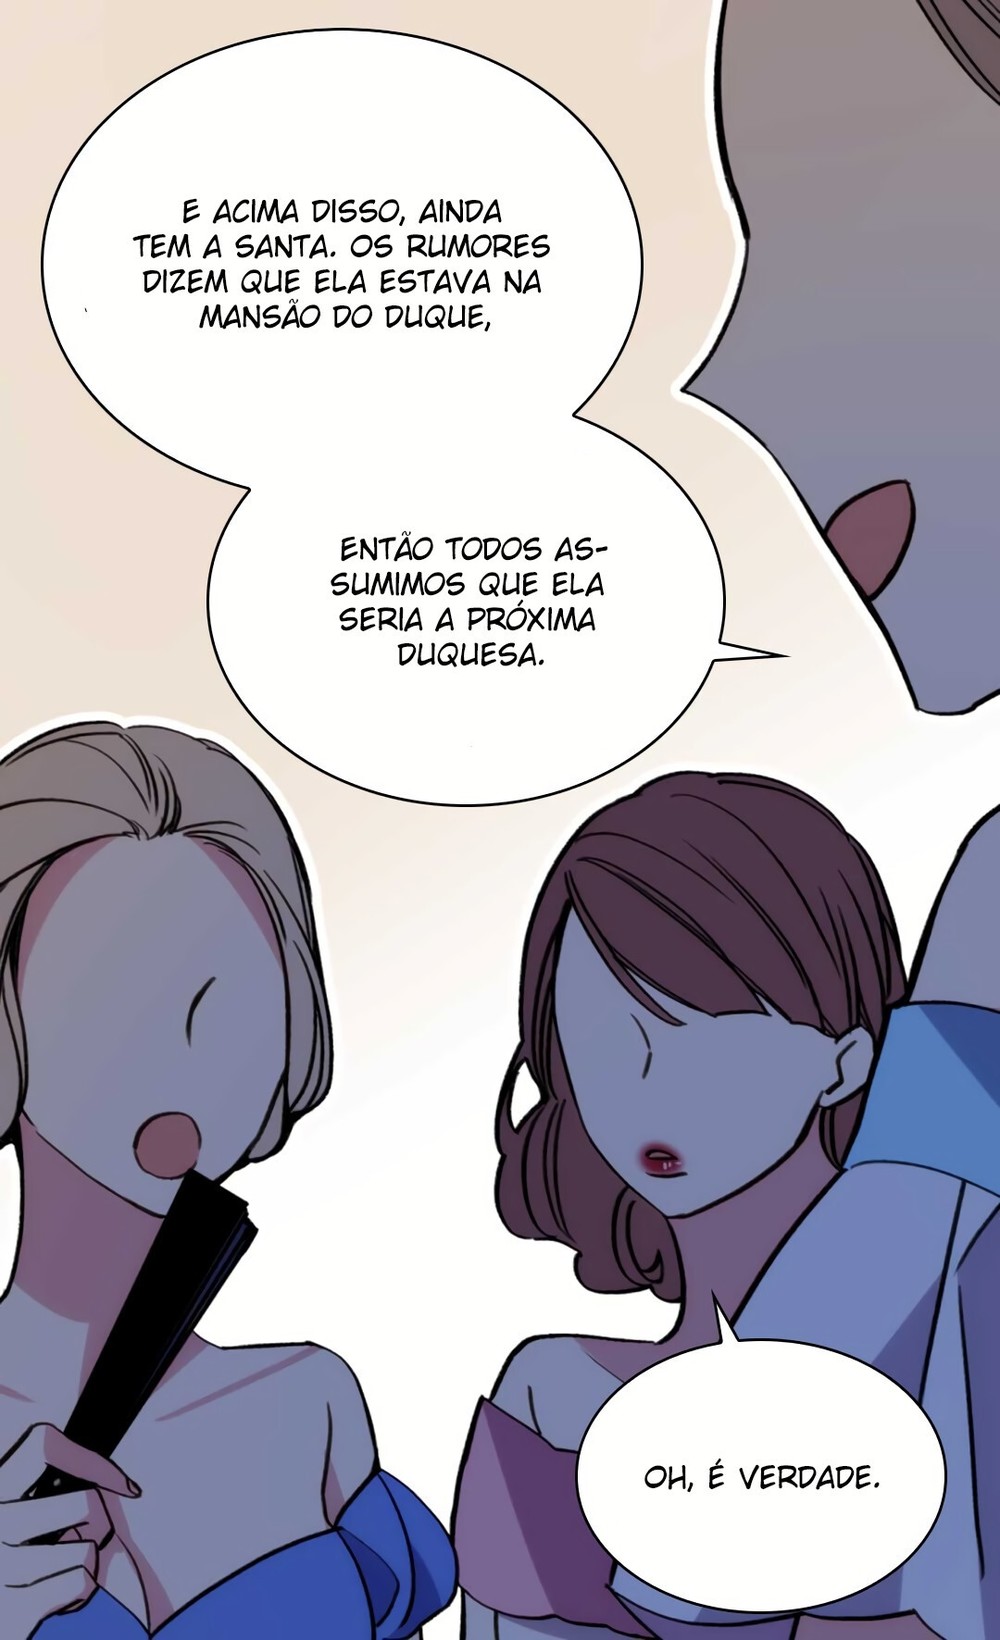 E ACIMA DISSO, AINDA
TEM A SANTA. OS RUMORES
DIZEM QUE ELA ESTAVA NA
MANSÃO DO DUQUE,
ENTÃO TODOS AS-
SUMIMOS QUE ELA
SERIA A PRÓXIMA
DUQUESA.
OH, É VERDADE.